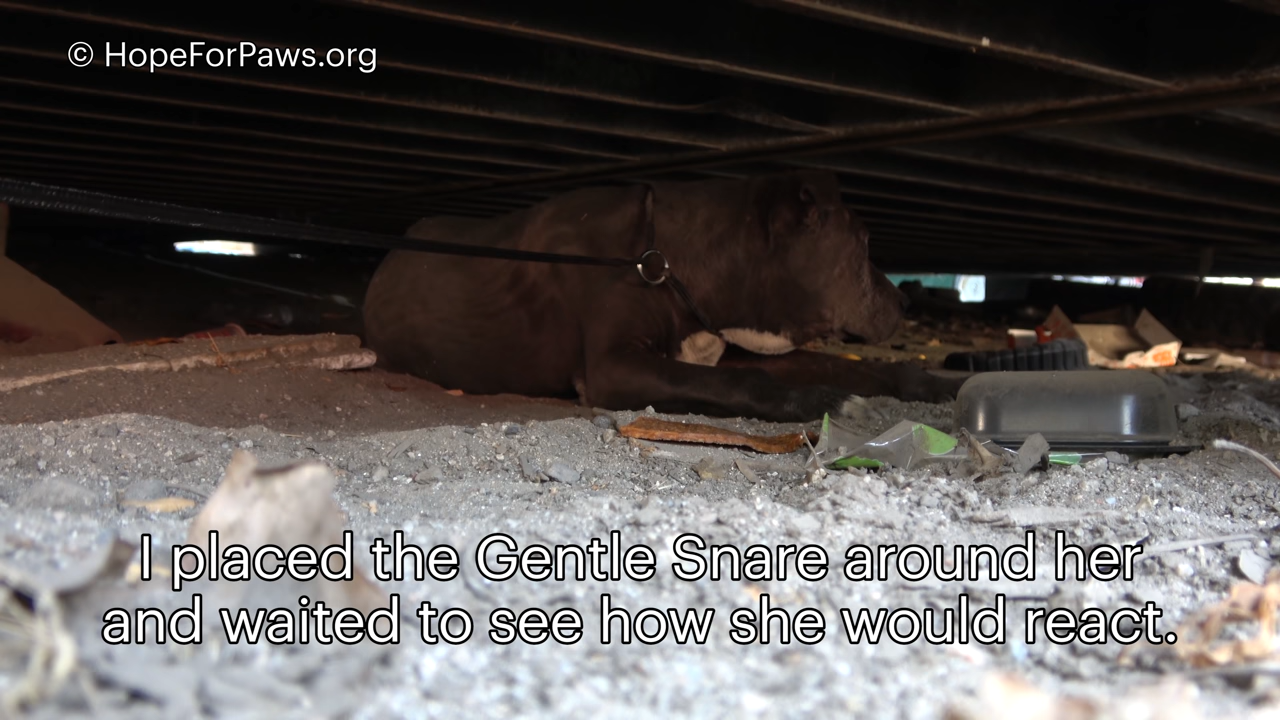 © HopeForPaws.org
I placed the Gentle Snare around her
and waited to see how she would react.